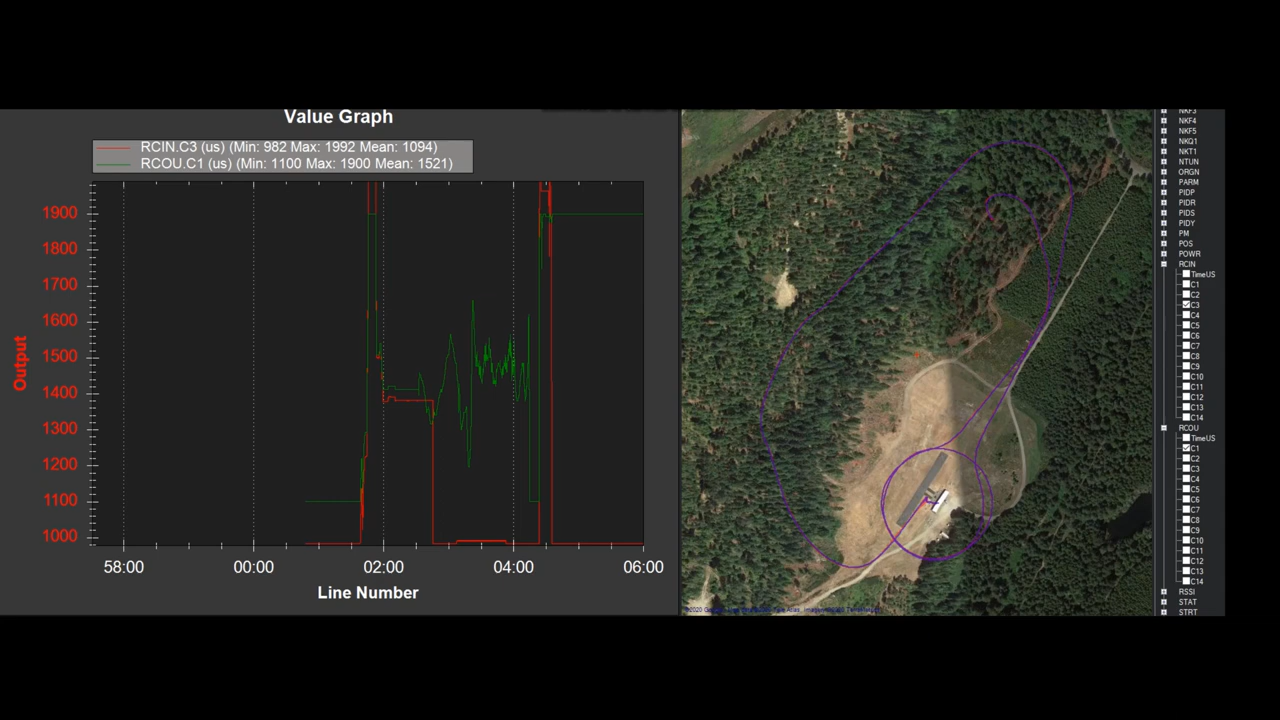 Value Graph
RCIN.C3 (us) (Min: 982 Max: 1992 Mean: 1094)
RCOU.C1 (us) (Min: 1100 Max: 1900 Mean: 1521)
1900
1800
1700
1600
1500
1400
1300
1200
1100
1000
Output
58:00 00:00 02:00 04:00 06:00
Line Number
NKF3
NKF4
NKF5
NKQ1
NKT1
NTUN
ORGN
PARM
PIDP
PIDR
PIDS
PIDY
PM
POS
POWR
RCIN
TimeUS
C1
C2
C3
C4
C5
C6
C7
C8
C9
C10
C11
C12
C13
C14
RCOU
TimeUS
C1
C2
C3
C4
C5
C6
C7
C8
C9
C10
C11
C12
C13
C14
RSSI
STAT
STRT
©2020